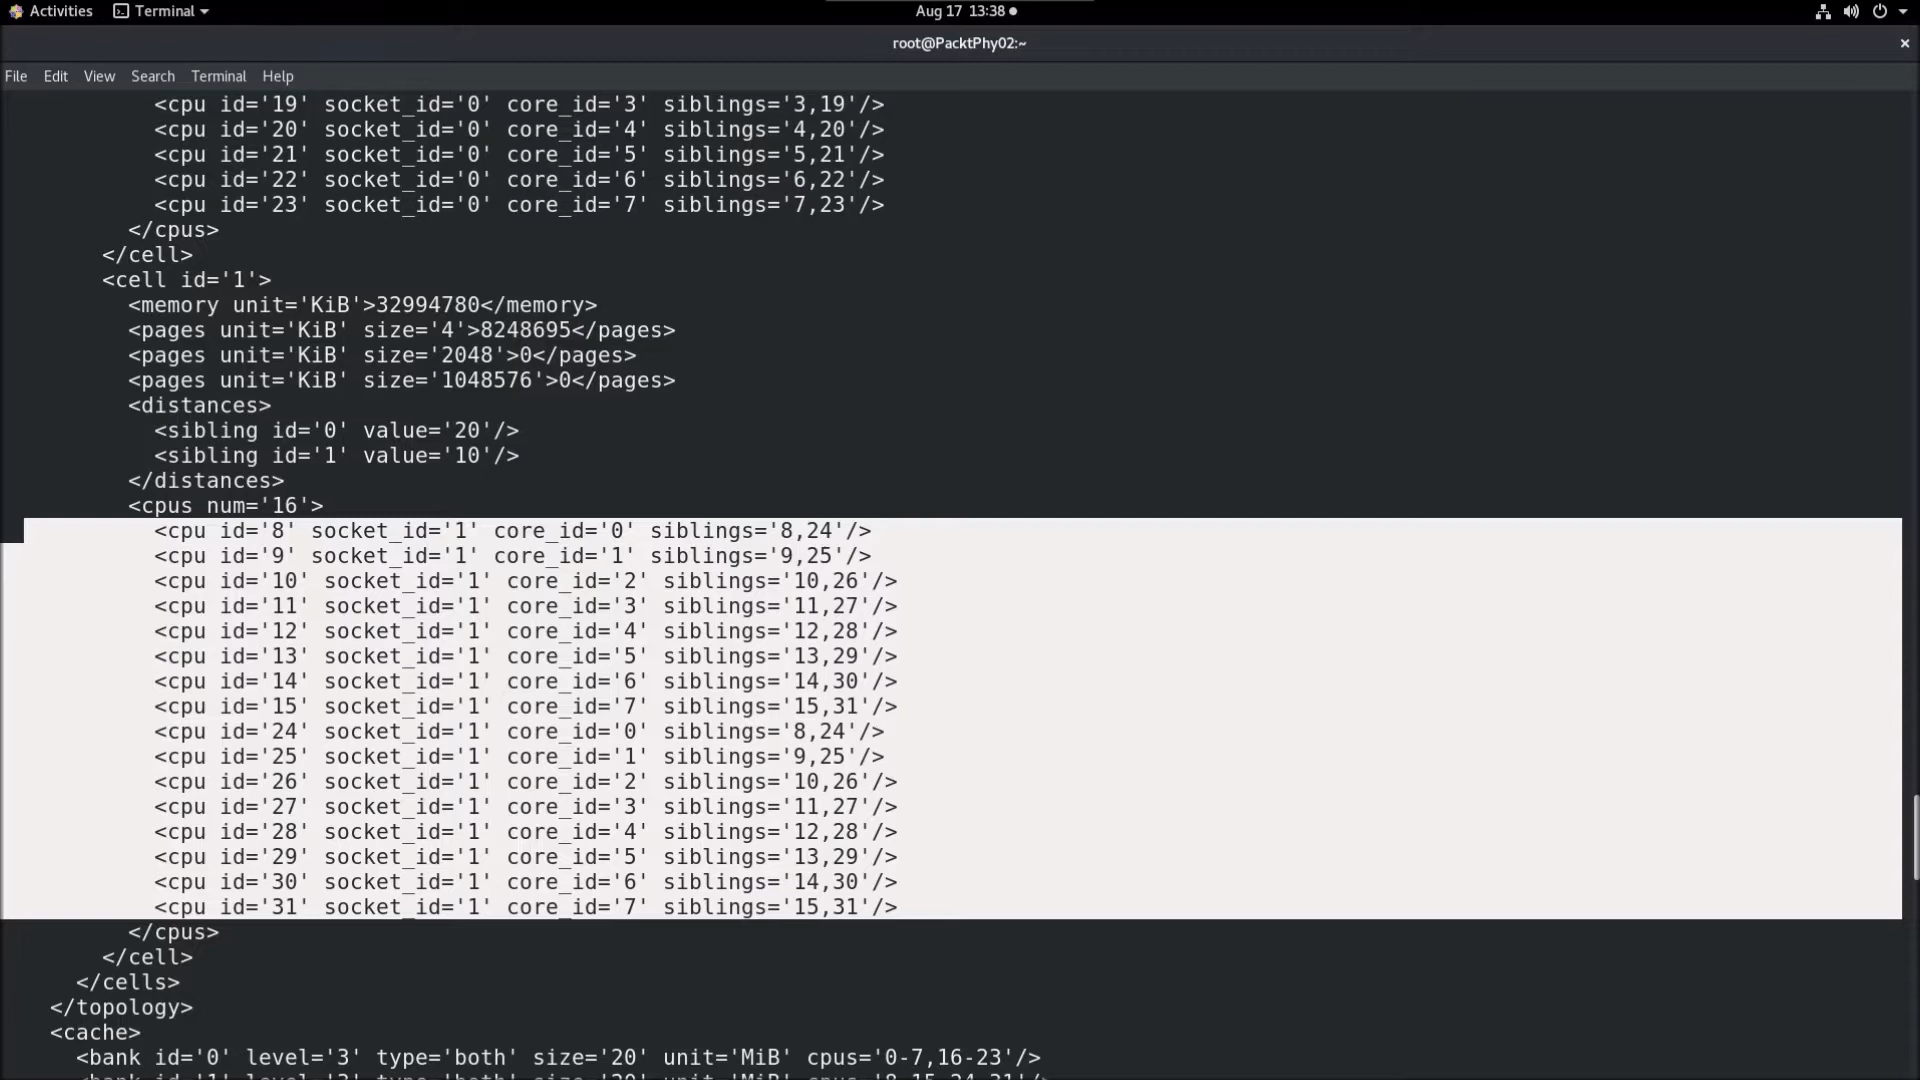 Activities Terminal Aug 17 13:38
root@PacktPhy02:~ ×
File Edit View Search Terminal Help
<cpu id='19' socket_id='0' core_id='3' siblings='3,19'/>
<cpu id='20' socket_id='0' core_id='4' siblings='4,20'/>
<cpu id='21' socket_id='0' core_id='5' siblings='5,21'/>
<cpu id='22' socket_id='0' core_id='6' siblings='6,22'/>
<cpu id='23' socket_id='0' core_id='7' siblings='7,23'/>
</cpus>
</cell>
<cell id='1'>
<memory unit='KiB'>32994780</memory>
<pages unit='KiB' size='4'>8248695</pages>
<pages unit='KiB' size='2048'>0</pages>
<pages unit='KiB' size='1048576'>0</pages>
<distances>
<sibling id='0' value='20'/>
<sibling id='1' value='10'/>
</distances>
<cpus num='16'>
<cpu id='8' socket_id='1' core_id='0' siblings='8,24'/>
<cpu id='9' socket_id='1' core_id='1' siblings='9,25'/>
<cpu id='10' socket_id='1' core_id='2' siblings='10,26'/>
<cpu id='11' socket_id='1' core_id='3' siblings='11,27'/>
<cpu id='12' socket_id='1' core_id='4' siblings='12,28'/>
<cpu id='13' socket_id='1' core_id='5' siblings='13,29'/>
<cpu id='14' socket_id='1' core_id='6' siblings='14,30'/>
<cpu id='15' socket_id='1' core_id='7' siblings='15,31'/>
<cpu id='24' socket_id='1' core_id='0' siblings='8,24'/>
<cpu id='25' socket_id='1' core_id='1' siblings='9,25'/>
<cpu id='26' socket_id='1' core_id='2' siblings='10,26'/>
<cpu id='27' socket_id='1' core_id='3' siblings='11,27'/>
<cpu id='28' socket_id='1' core_id='4' siblings='12,28'/>
<cpu id='29' socket_id='1' core_id='5' siblings='13,29'/>
<cpu id='30' socket_id='1' core_id='6' siblings='14,30'/>
<cpu id='31' socket_id='1' core_id='7' siblings='15,31'/>
</cpus>
</cell>
</cells>
</topology>
<cache>
<bank id='0' level='3' type='both' size='20' unit='MiB' cpus='0-7,16-23'/>